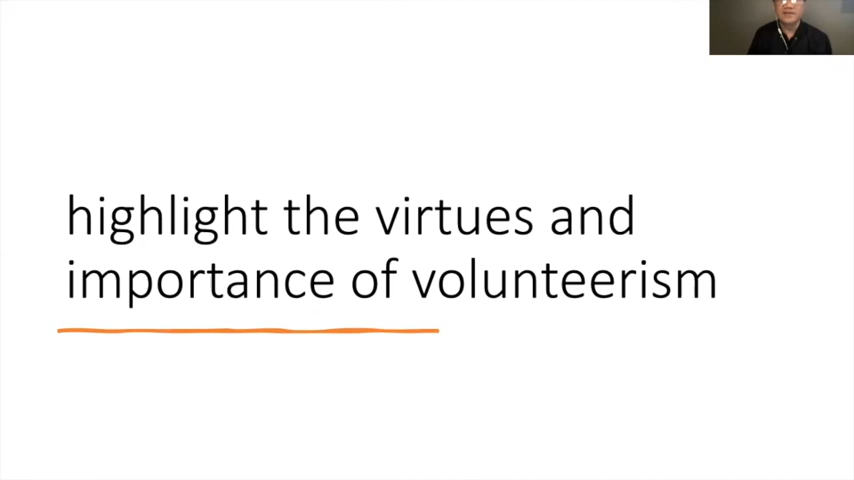 highlight the virtues and
importance of volunteerism